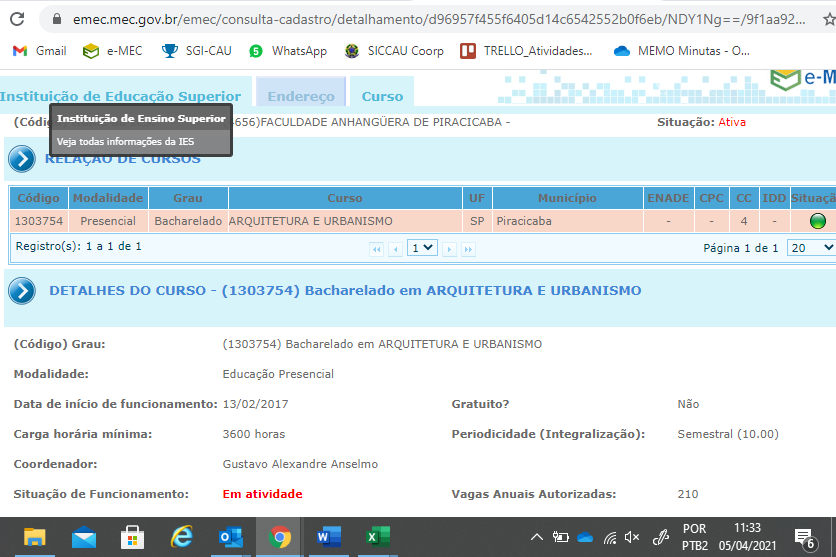 emec.mec.gov.br/emec/consulta-cadastro/detalhamento/d96957f455f6405d14c6542552b0f6eb/NDY1Ng==/9f1aa92...
Gmail e-MEC SGI-CAU WhatsApp SICCAU Coorp TRELLO_Atividades... MEMO Minutas - O...
e-M
Instituição de Educação Superior Endereço Curso
Instituição de Ensino Superior
Veja todas informações da IES
(Códig 4656)FACULDADE ANHANGÜERA DE PIRACICABA - Situação: Ativa
RELAÇÃO DE CURSOS
Código Modalidade Grau Curso UF Município ENADE CPC CC IDD Situaçã
1303754 Presencial Bacharelado ARQUITETURA E URBANISMO SP Piracicaba - - 4 -
Registro(s): 1 a 1 de 1 1 Página 1 de 1 20
DETALHES DO CURSO - (1303754) Bacharelado em ARQUITETURA E URBANISMO
(Código) Grau: (1303754) Bacharelado em ARQUITETURA E URBANISMO
Modalidade: Educação Presencial
Data de início de funcionamento: 13/02/2017 Gratuito? Não
Carga horária mínima: 3600 horas Periodicidade (Integralização): Semestral (10.00)
Coordenador: Gustavo Alexandre Anselmo
Situação de Funcionamento: Em atividade Vagas Anuais Autorizadas: 210
POR 11:33
PTB2 05/04/2021 6